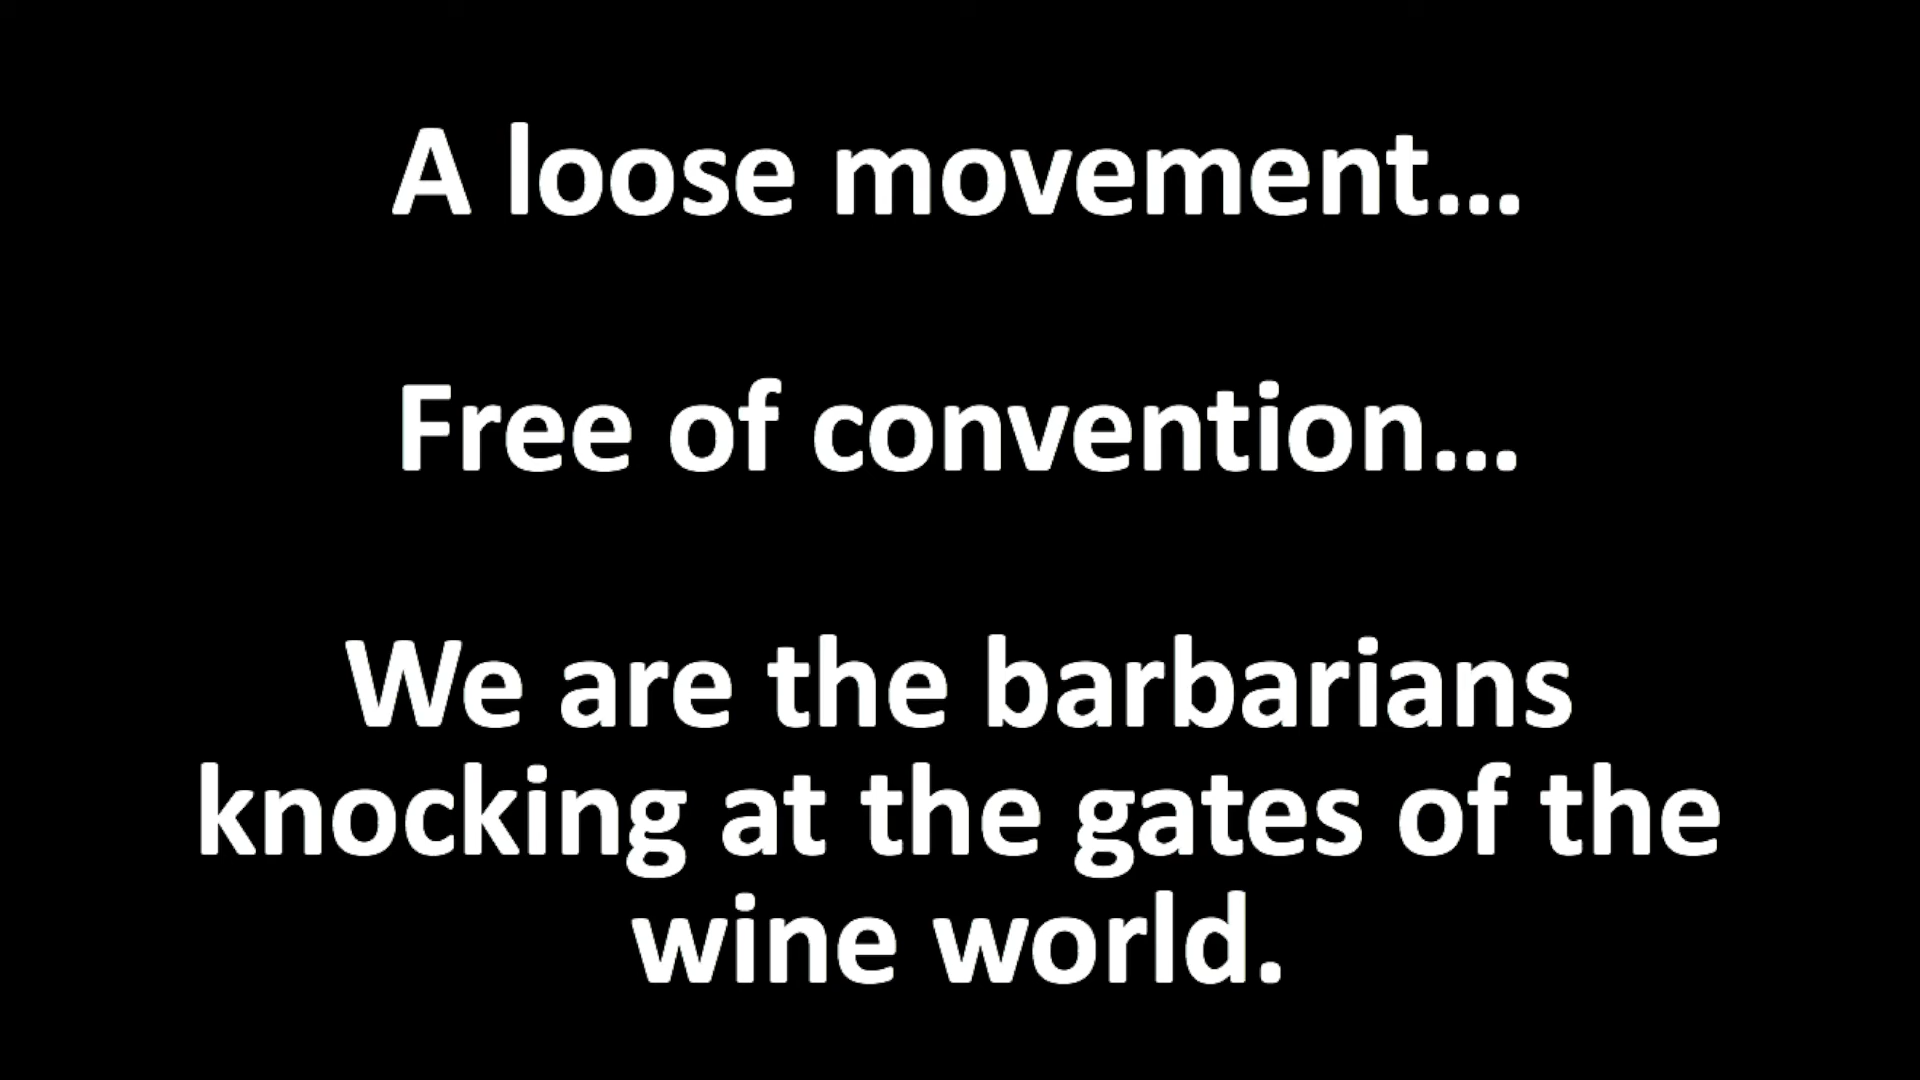 A loose movement...
Free of convention...
We are the barbarians
knocking at the gates of the
wine world.